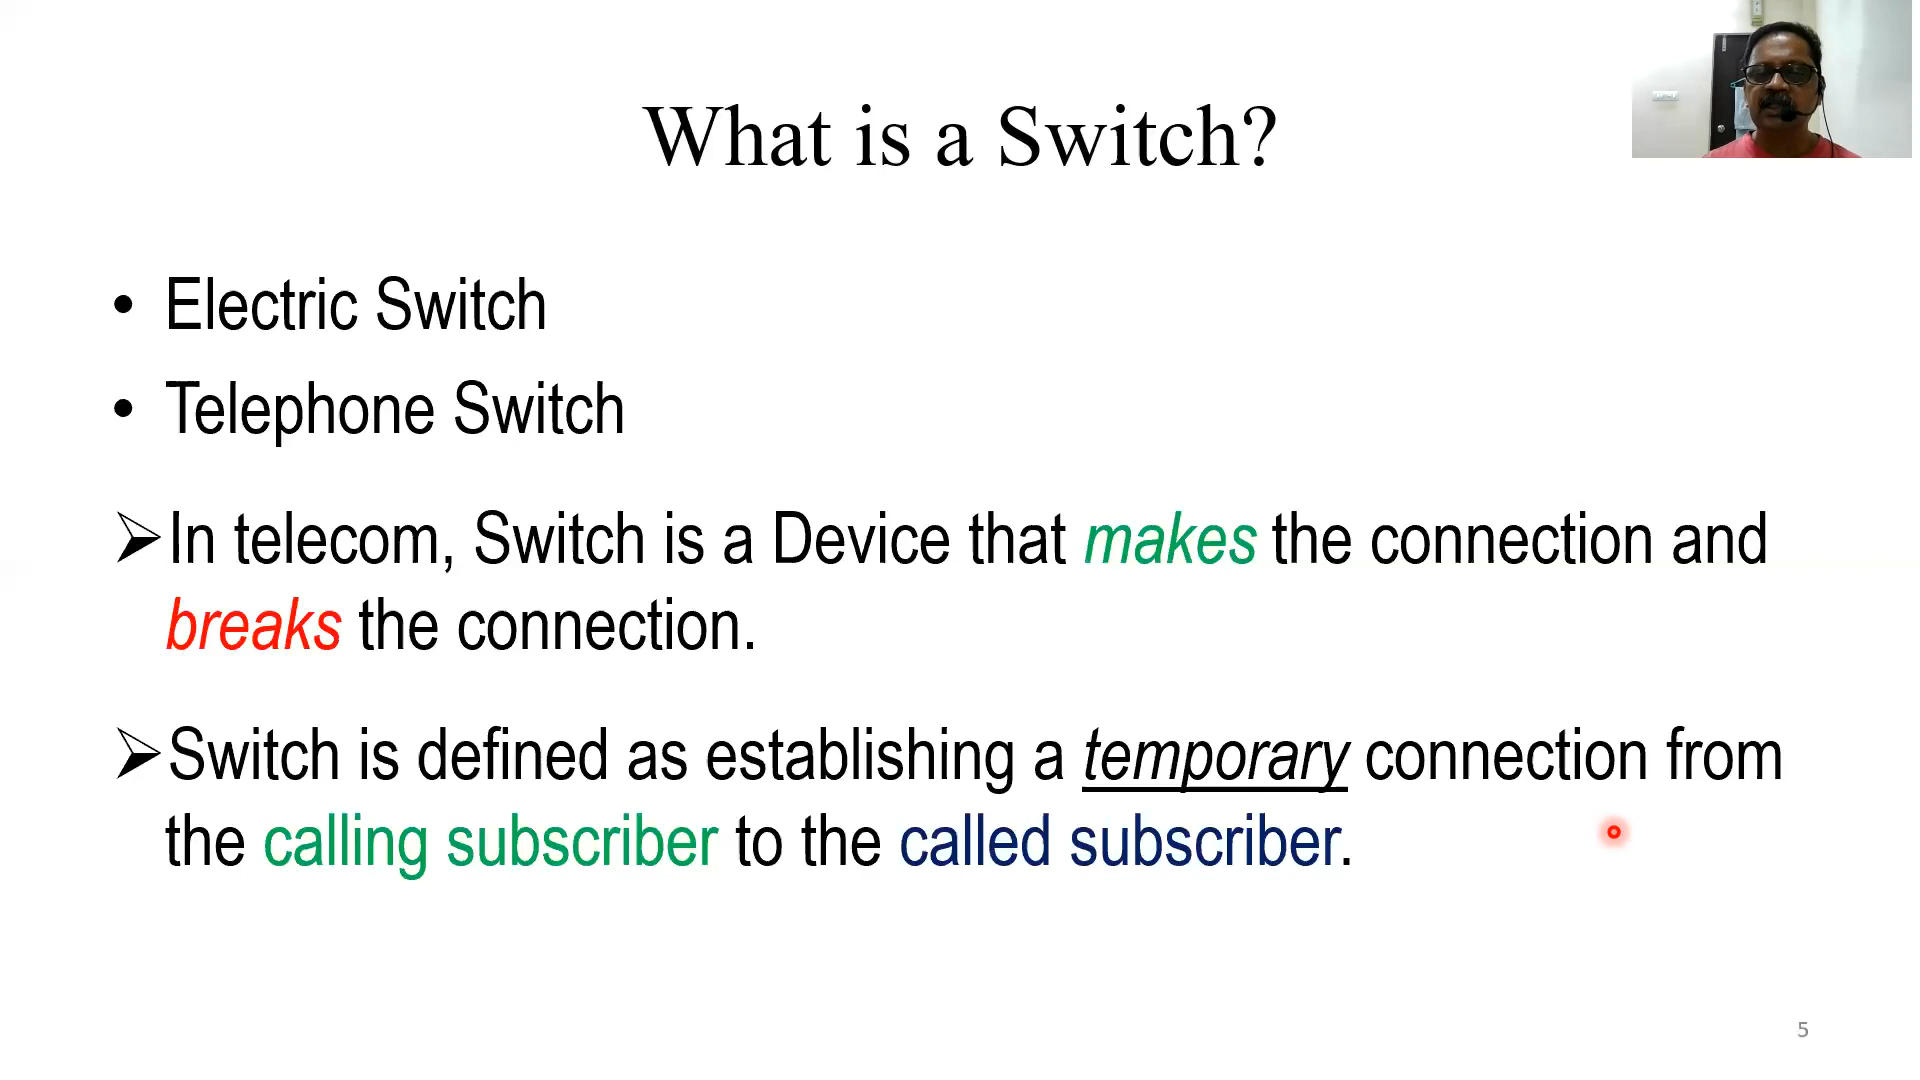 What is a Switch?
• Electric Switch
• Telephone Switch
➢In telecom, Switch is a Device that makes the connection and
breaks the connection.
➢Switch is defined as establishing a temporary connection from
the calling subscriber to the called subscriber.
5